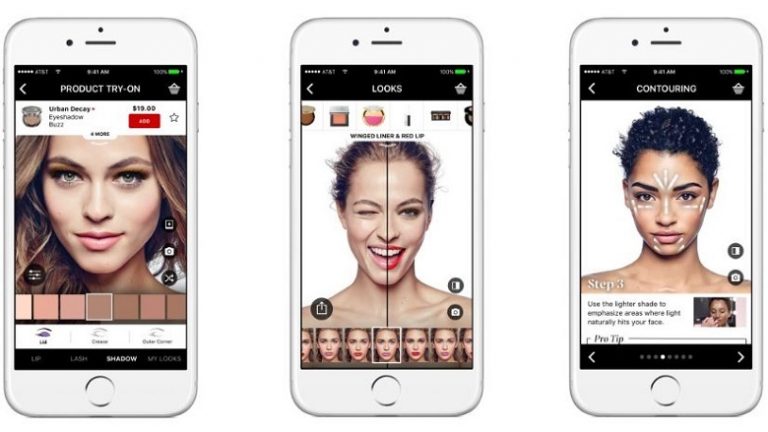 AT&T
9:41 AM
100%
PRODUCT TRY-ON
Urban Decay
$19.00
Eyeshadow
Buzz
ADD
4 MORE
Lid
Crease
Outer Corner
LIP
LASH
SHADOW
MY LOOKS
AT&T
9:41 AM
100%
LOOKS
WINGED LINER & RED LIP
AT&T
9:41 AM
100%
CONTOURING
Step 3
Use the lighter shade to
emphasize areas where light
naturally hits your face.
Pro Tip